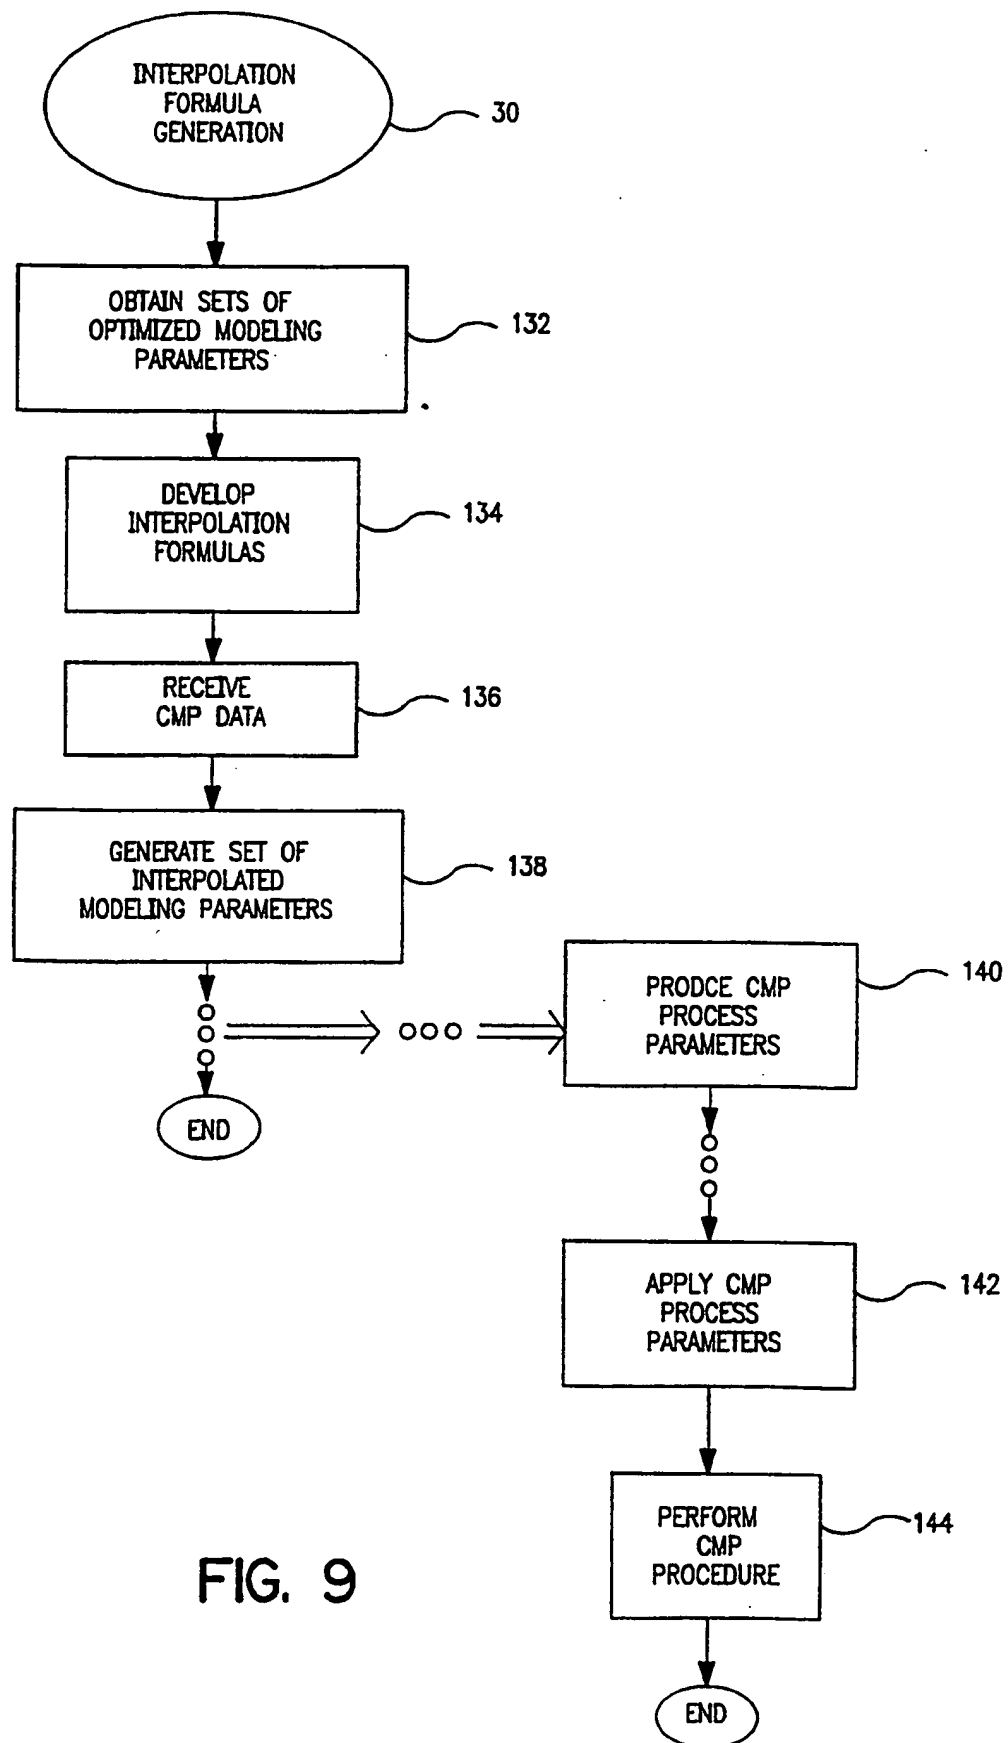 INTERPOLATION
FORMULA
GENERATION
30
OBTAIN SETS OF
OPTIMIZED MODELING
PARAMETERS
132
DEVELOP
INTERPOLATION
FORMULAS
134
RECEIVE
CMP DATA
136
GENERATE SET OF
INTERPOLATED
MODELING PARAMETERS
138
END
PRODCE CMP
PROCESS
PARAMETERS
140
APPLY CMP
PROCESS
PARAMETERS
142
PERFORM
CMP
PROCEDURE
144
END
FIG. 9